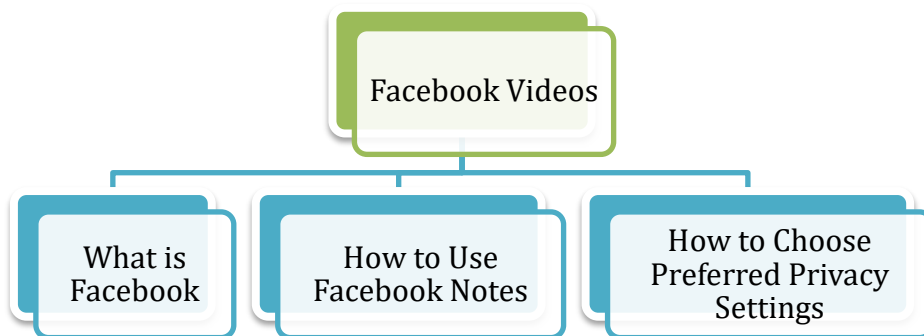 Facebook Videos
What is
Facebook
How to Use
Facebook Notes
How to Choose
Preferred Privacy
Settings